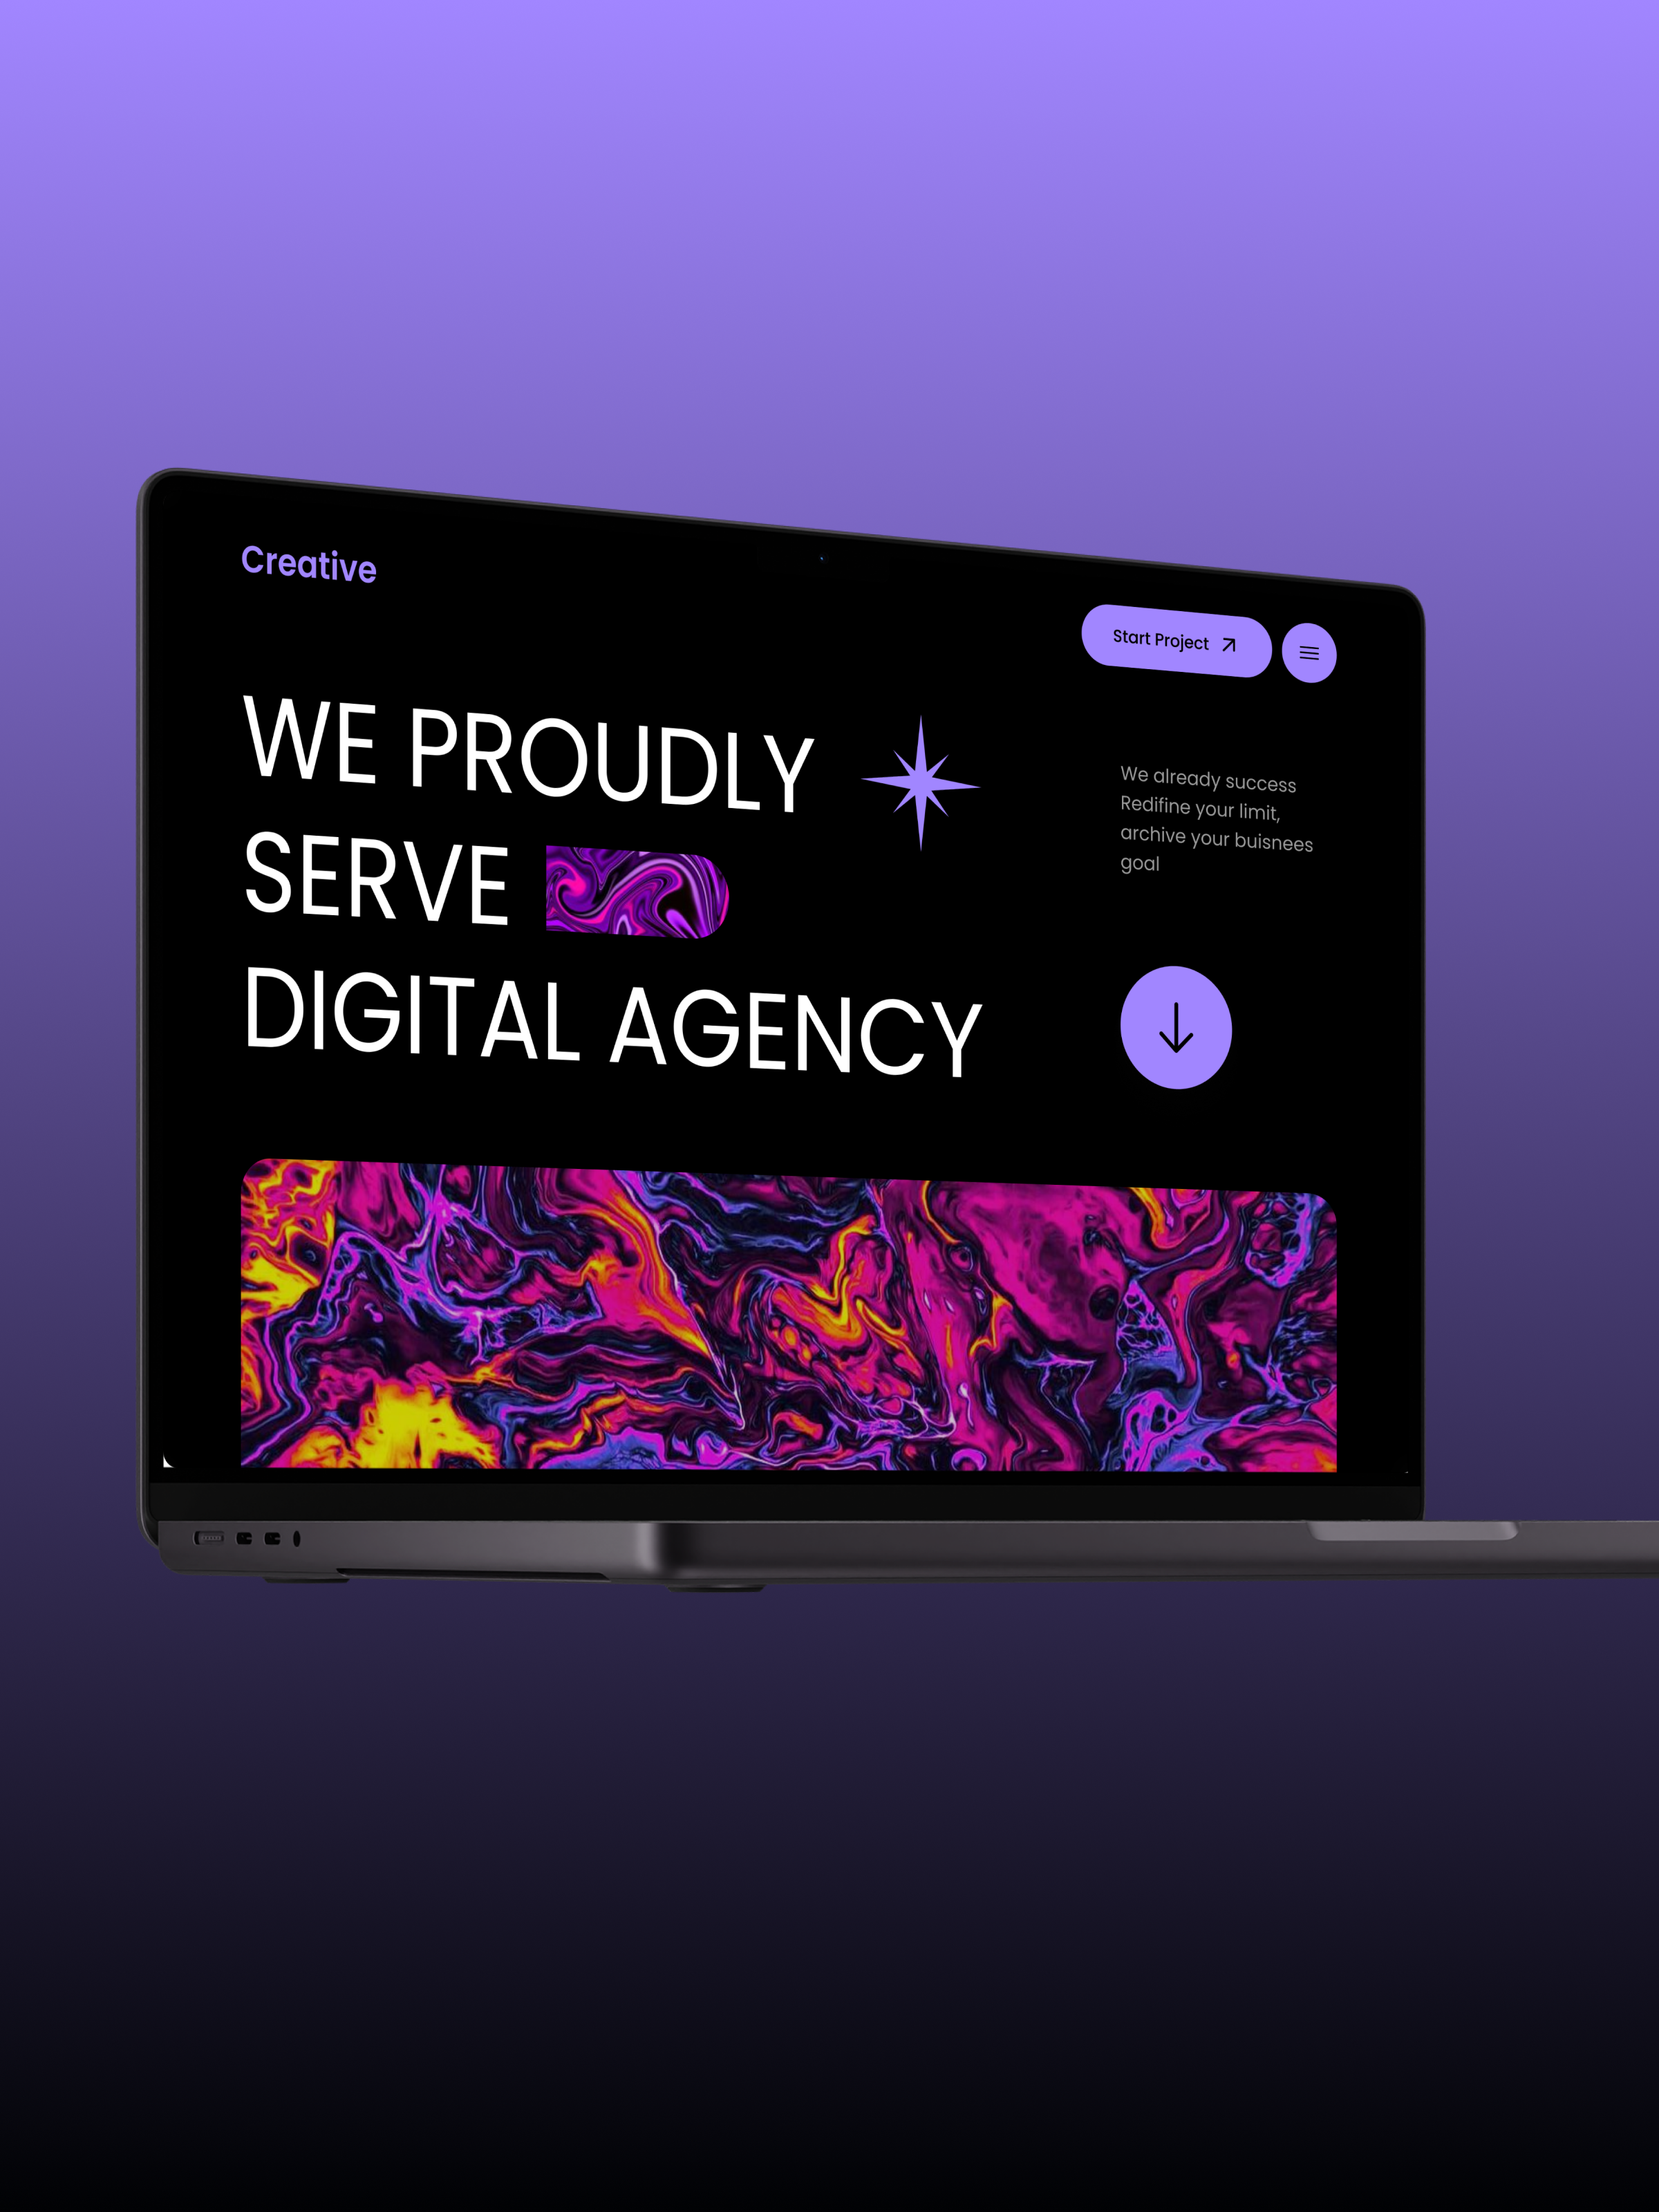 Creative
Start Project
WE PROUDLY
SERVE
DIGITAL AGENCY
We already success
Redifine your limit,
archive your buisnees
goal